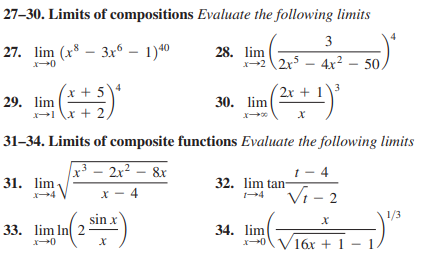 27–30. Limits of compositions Evaluate the following limits
27. lim x→0 (x⁸ − 3x⁶ − 1)⁴⁰ 28. lim x→2 (3 / (2x⁵ − 4x² − 50))⁴
29. lim x→1 ((x + 5) / (x + 2))⁴ 30. lim x→∞ ((2x + 1) / x)³
31–34. Limits of composite functions Evaluate the following limits
31. lim x→4 √((x³ − 2x² − 8x) / (x − 4)) 32. lim t→4 tan (t − 4) / (√t − 2)
33. lim x→0 ln(2 sin x / x) 34. lim x→0 (x / (√16x + 1 − 1))^1/3